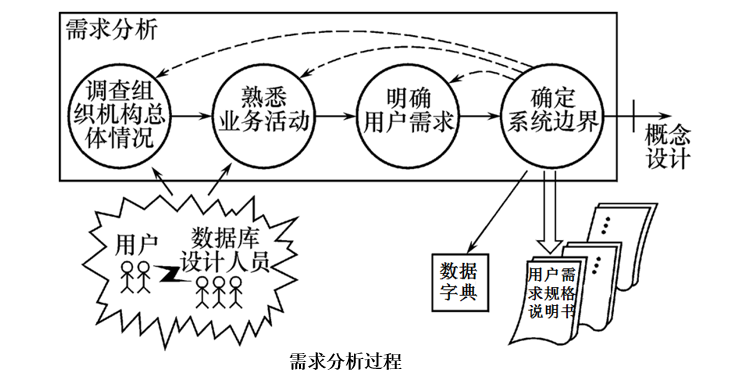 需求分析
调查组
织机构总
体情况
熟悉
业务活动
明确
用户需求
确定
系统边界
概念
设计
用户
数据库
设计人员
数据
字典
用户需
求规格
说明书
需求分析过程